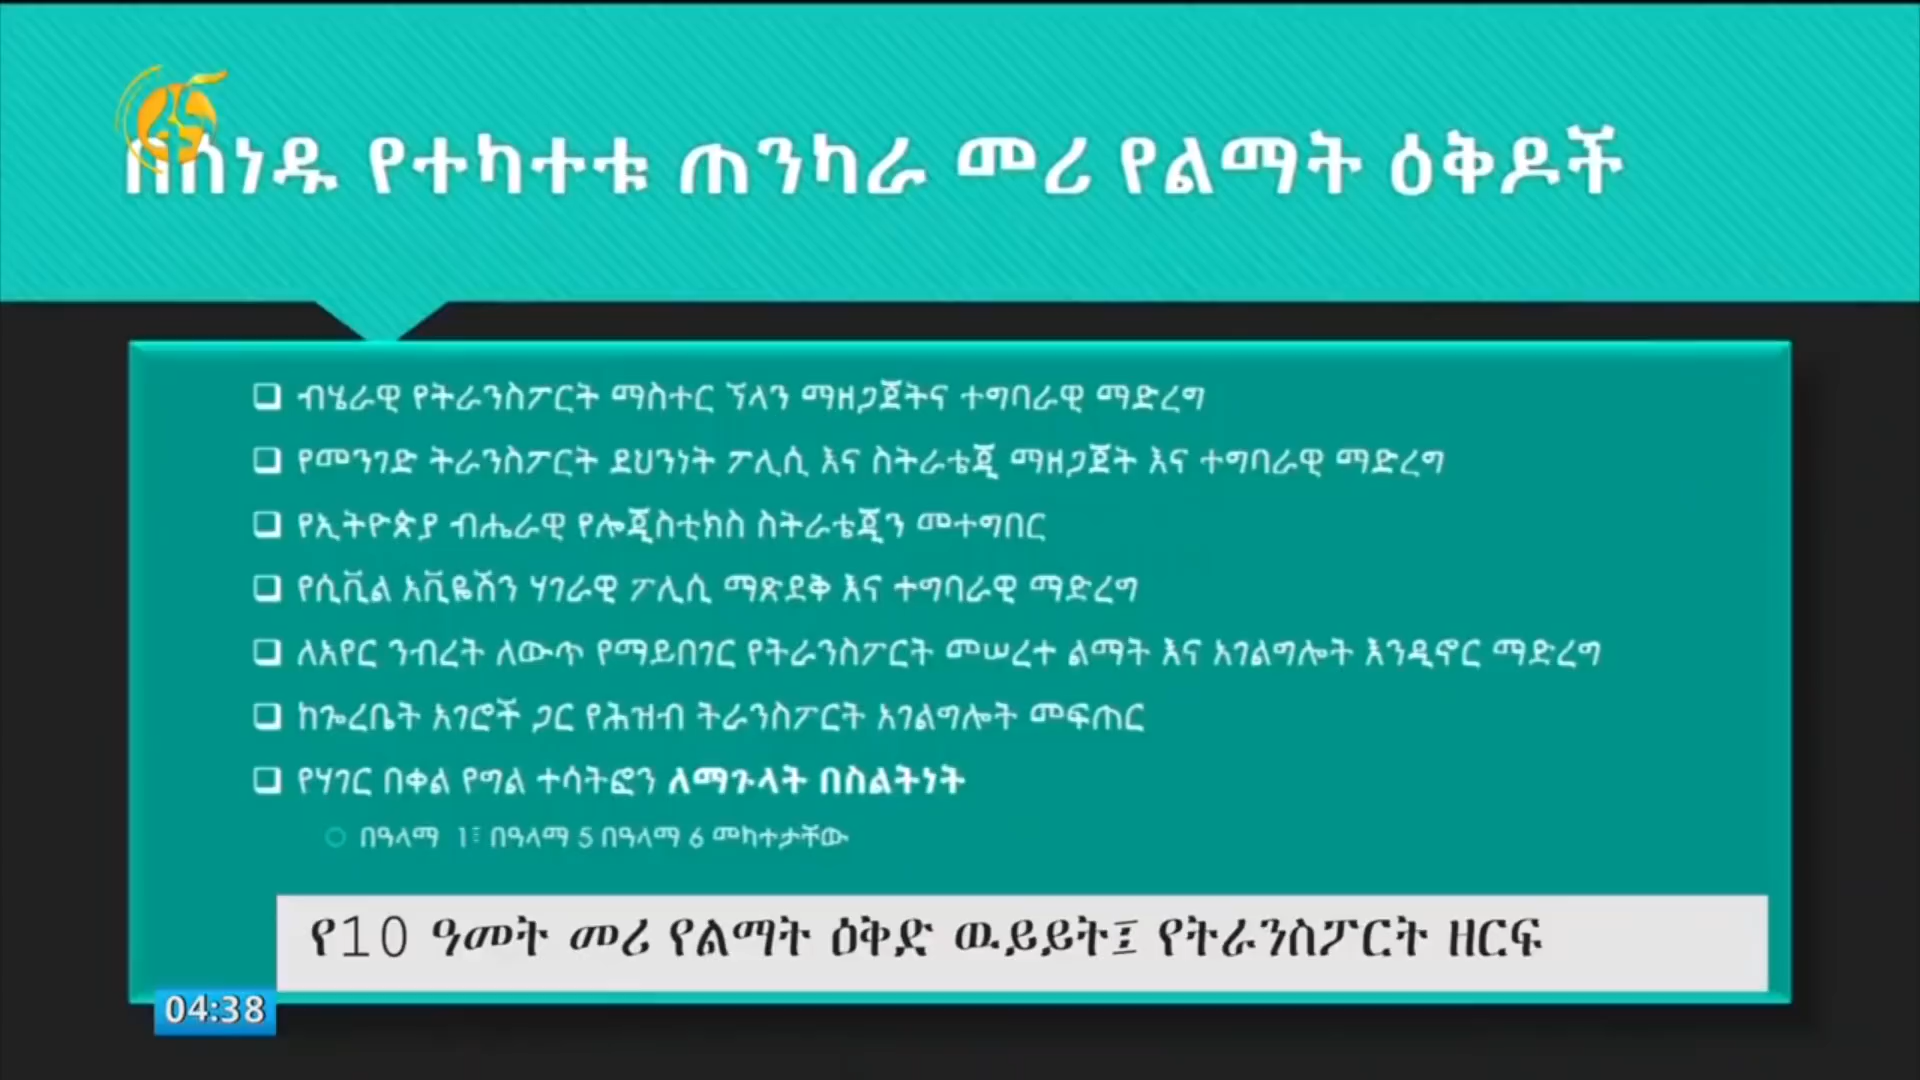 በሰነዱ የተካተቱ ጠንካራ መሪ የልማት ዕቅዶች
ብሄራዊ የትራንስፖርት ማስተር ኘላን ማዘጋጀትና ተግባራዊ ማድረግ
የመንገድ ትራንስፖርት ደህንነት ፖሊሲ እና ስትራቴጂ ማዘጋጀት እና ተግባራዊ ማድረግ
የኢትዮጵያ ብሔራዊ የሎጂስቲክስ ስትራቴጂን መተግበር
የሲቪል አቪዬሽን ሃገራዊ ፖሊሲ ማጽደቅ እና ተግባራዊ ማድረግ
ለአየር ንብረት ለውጥ የማይበገር የትራንስፖርት መሠረተ ልማት እና አገልግሎት እንዲኖር ማድረግ
ከጐረቤት አገሮች ጋር የሕዝብ ትራንስፖርት አገልግሎት መፍጠር
የሃገር በቀል የግል ተሳትፎን ለማጉላት በስልትነት
በዓላማ 1፤ በዓላማ 5 በዓላማ 6 መካተታቸው
የ10 ዓመት መሪ የልማት ዕቅድ ዉይይት፤ የትራንስፓርት ዘርፍ
04:38